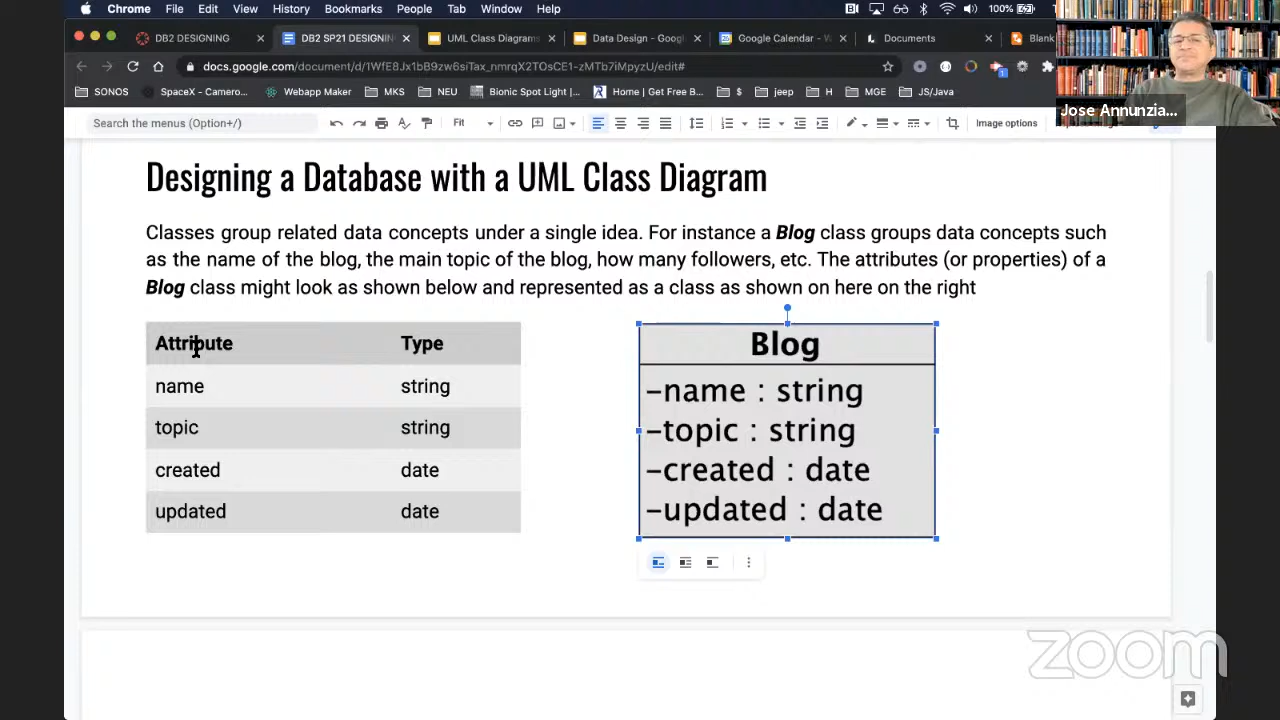 Chrome File Edit View History Bookmarks People Tab Window Help 100%
DB2 DESIGNING DB2 SP21 DESIGNIN UML Class Diagrams Data Design - Googl Google Calendar - W Documents Blank
docs.google.com/document/d/
SONOS SpaceX - Camero... Webapp Maker MKS NEU Bionic Spot Light |... Home | Get Free B... $ jeep H MGE JS/Java
Jose Annunzia...
Search the menus (Option+/) Fit Image options
Designing a Database with a UML Class Diagram
Classes group related data concepts under a single idea. For instance a Blog class groups data concepts such
as the name of the blog, the main topic of the blog, how many followers, etc. The attributes (or properties) of a
Blog class might look as shown below and represented as a class as shown on here on the right
Attribute Type
name string
topic string
created date
updated date
Blog
-name : string
-topic : string
-created : date
-updated : date
zoom